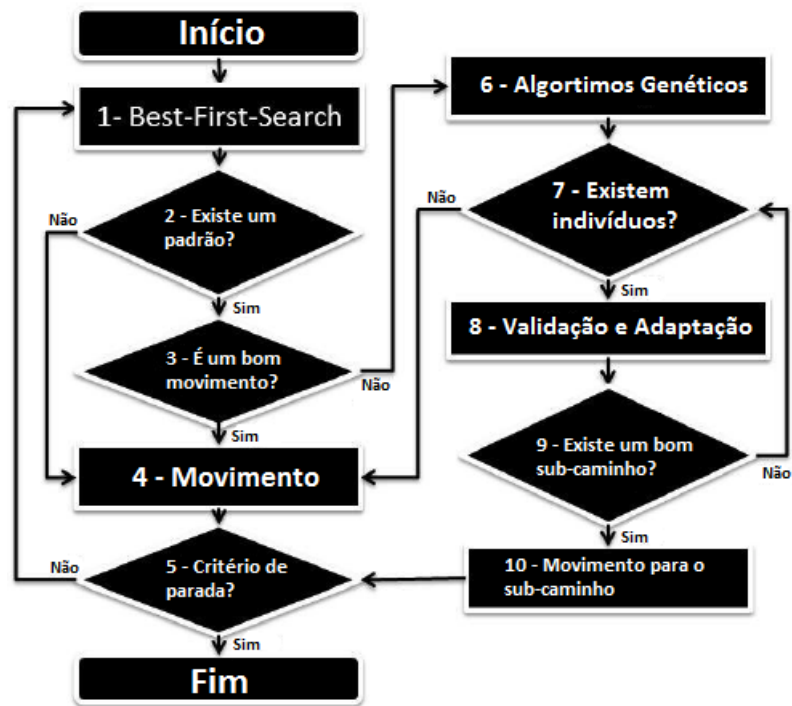 Início
1- Best-First-Search
2 - Existe um
padrão?
Não
Sim
3 - É um bom
movimento?
Não
Sim
4 - Movimento
5 - Critério de
parada?
Não
Sim
Fim
6 - Algortimos Genéticos
7 - Existem
indivíduos?
Não
Sim
8 - Validação e Adaptação
9 - Existe um bom
sub-caminho?
Não
Sim
10 - Movimento para o
sub-caminho